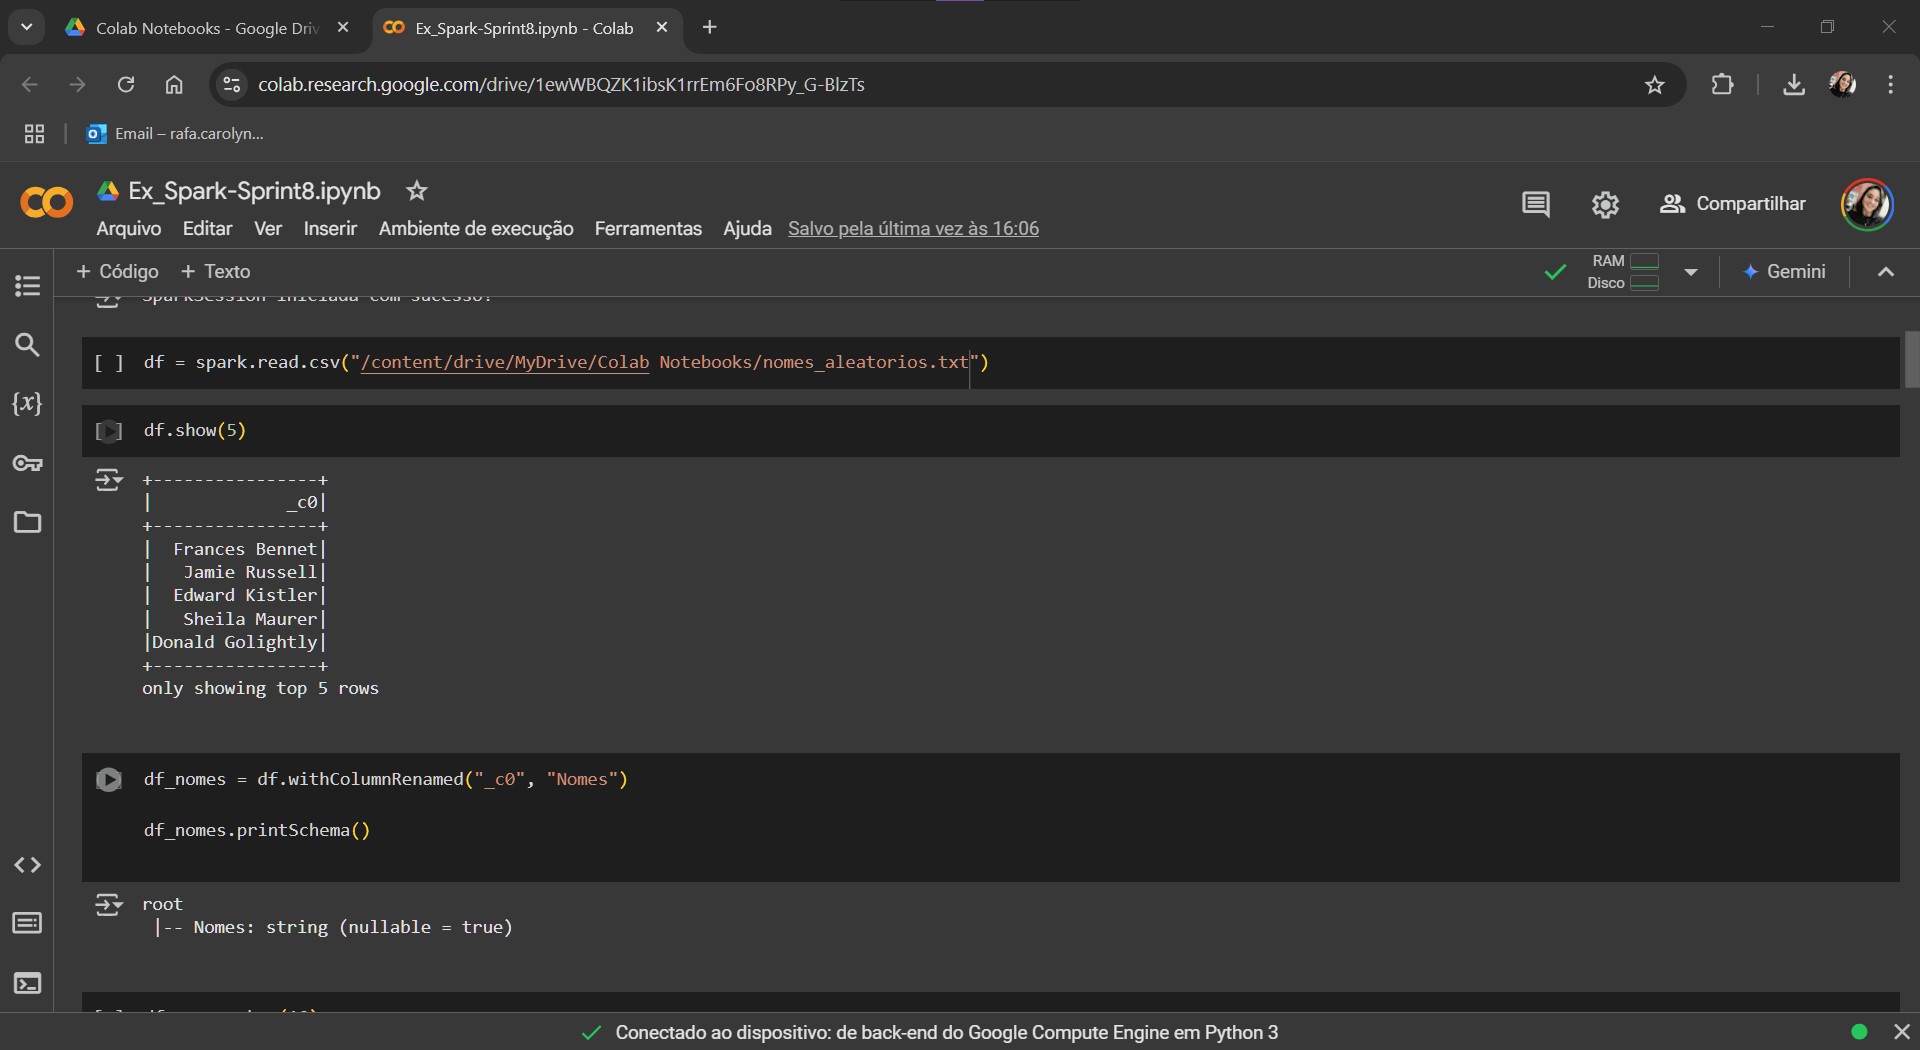 Colab Notebooks - Google Driv
Ex_Spark-Sprint8.ipynb - Colab
colab.research.google.com/drive/1ewWBQZK1ibsK1rrEm6Fo8RPy_G-BlzTs
Email – rafa.carolyn...
Ex_Spark-Sprint8.ipynb
Compartilhar
Arquivo Editar Ver Inserir Ambiente de execução Ferramentas Ajuda Salvo pela última vez às 16:06
+ Código + Texto
RAM
Disco
Gemini
SparkSession iniciada com sucesso!
[ ] df = spark.read.csv("/content/drive/MyDrive/Colab Notebooks/nomes_aleatorios.txt")
[ ] df.show(5)
+----------------+
|             _c0|
+----------------+
|  Frances Bennet|
|   Jamie Russell|
|  Edward Kistler|
|   Sheila Maurer|
|Donald Golightly|
+----------------+
only showing top 5 rows
df_nomes = df.withColumnRenamed("_c0", "Nomes")
df_nomes.printSchema()
root
|-- Nomes: string (nullable = true)
Conectado ao dispositivo: de back-end do Google Compute Engine em Python 3